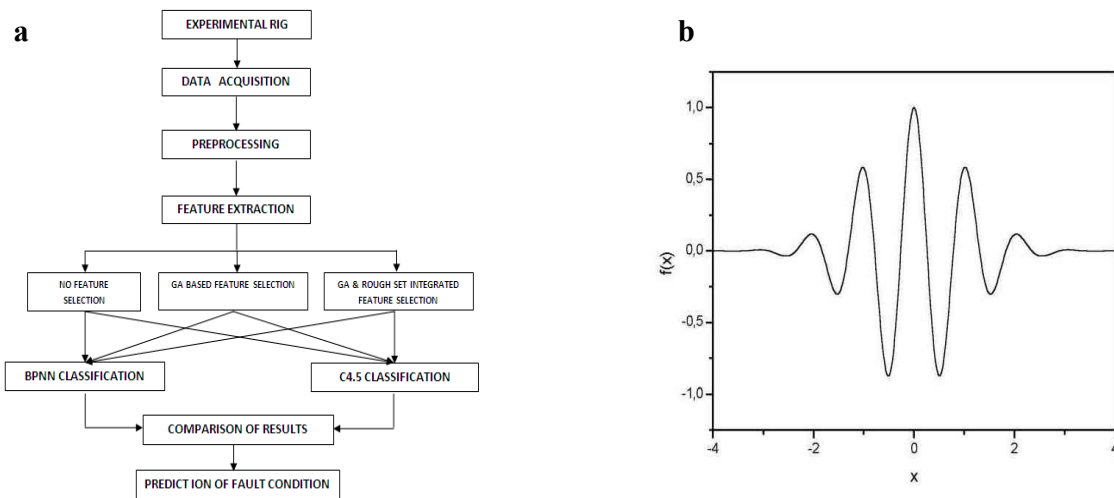 a
EXPERIMENTAL RIG
DATA ACQUISITION
PREPROCESSING
FEATURE EXTRACTION
NO FEATURE
SELECTION
GA BASED FEATURE SELECTION
GA & ROUGH SET INTEGRATED
FEATURE SELECTION
BPNN CLASSIFICATION
C4.5 CLASSIFICATION
COMPARISON OF RESULTS
PREDICT ION OF FAULT CONDITION
b
1,0
0,5
0,0
-0,5
-1,0
f(x)
-4 -2 0 2 4
x